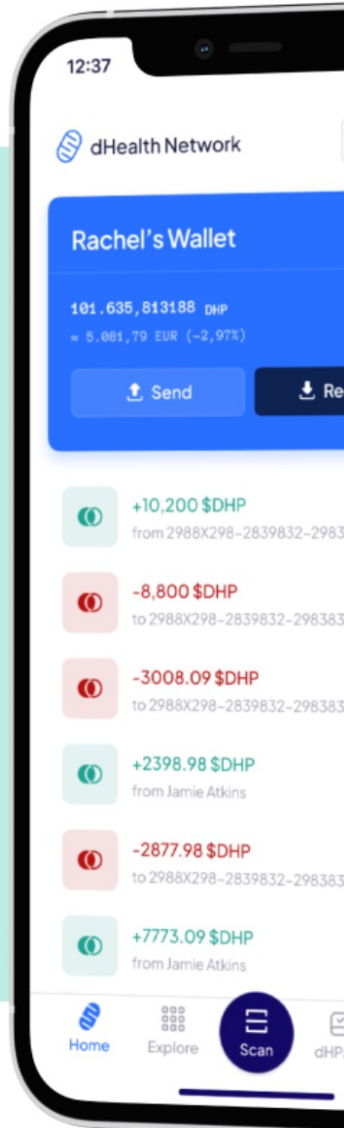 12:37
dHealth Network
Rachel's Wallet
101.635,813188 DHP
≈ 5.081,79 EUR (-2,97%)
Send
Re
+10,200 $DHP
from 2988X298-2839832-2983
-8,800 $DHP
to 2988X298-2839832-298383
-3008.09 $DHP
to 2988X298-2839832-298383
+2398.98 $DHP
from Jamie Atkins
-2877.98 $DHP
to 2988X298-2839832-298383
+7773.09 $DHP
from Jamie Atkins
Home
Explore
Scan
dHP